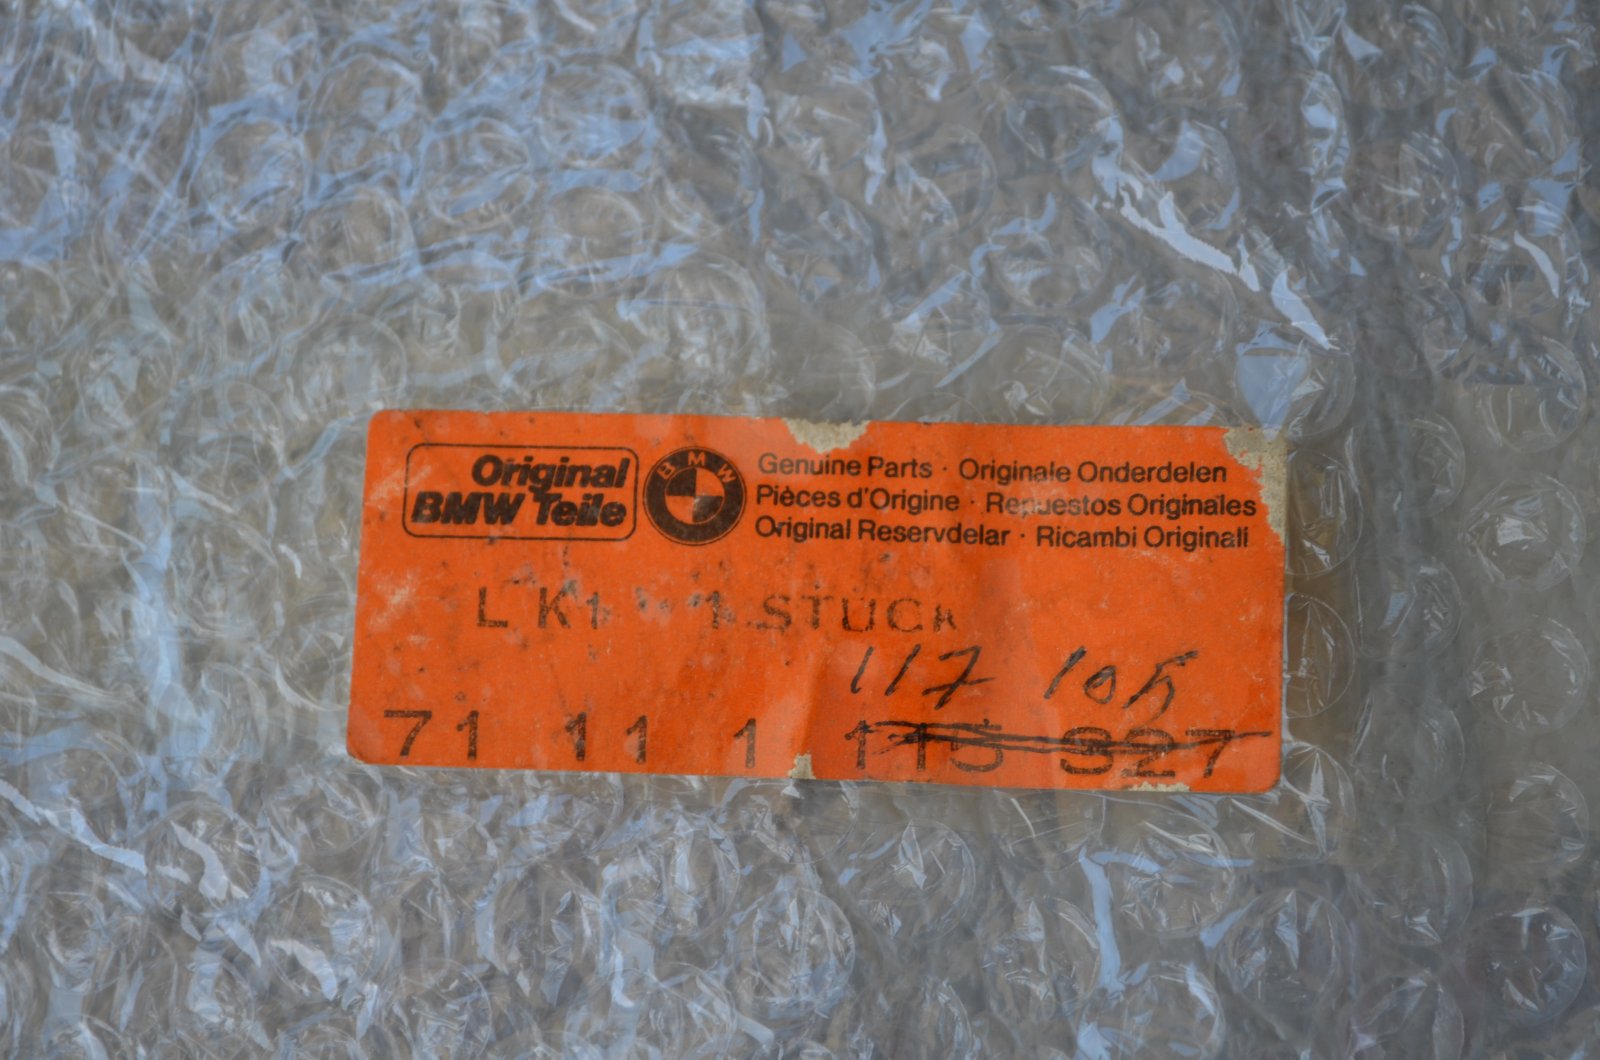 Original
BMW Teile
BMW
Genuine Parts · Originale Onderdelen
Pièces d'Origine · Repuestos Originales
Original Reservdelar · Ricambi Originali
LK1 1 STUCK
117 105
71 11 1 115 327